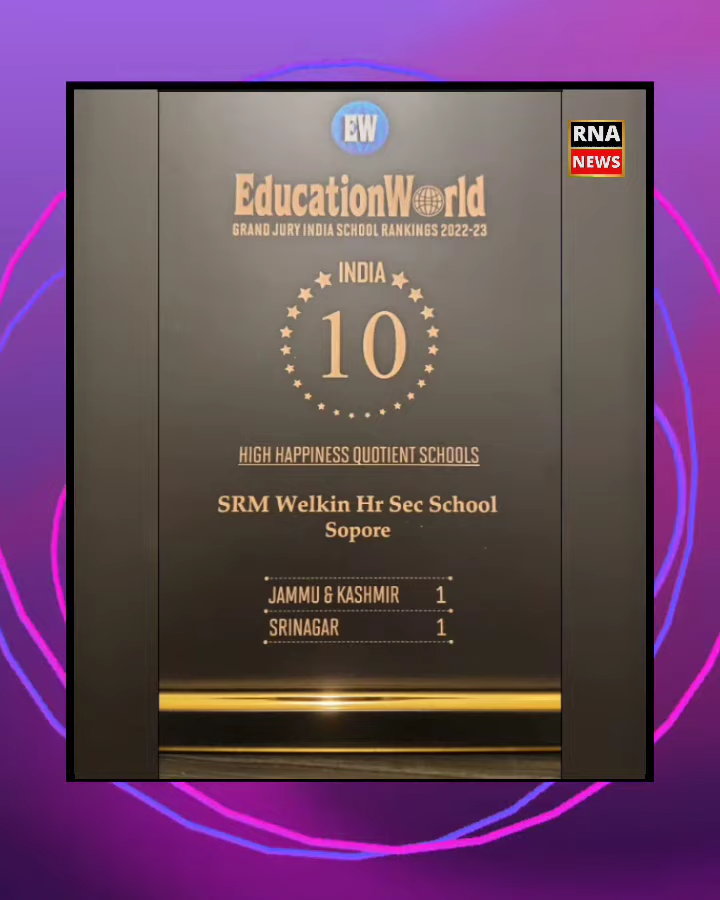 EW
RNA
NEWS
EducationWorld
GRAND JURY INDIA SCHOOL RANKINGS 2022-23
INDIA
10
HIGH HAPPINESS QUOTIENT SCHOOLS
SRM Welkin Hr Sec School
Sopore
JAMMU & KASHMIR 1
SRINAGAR 1